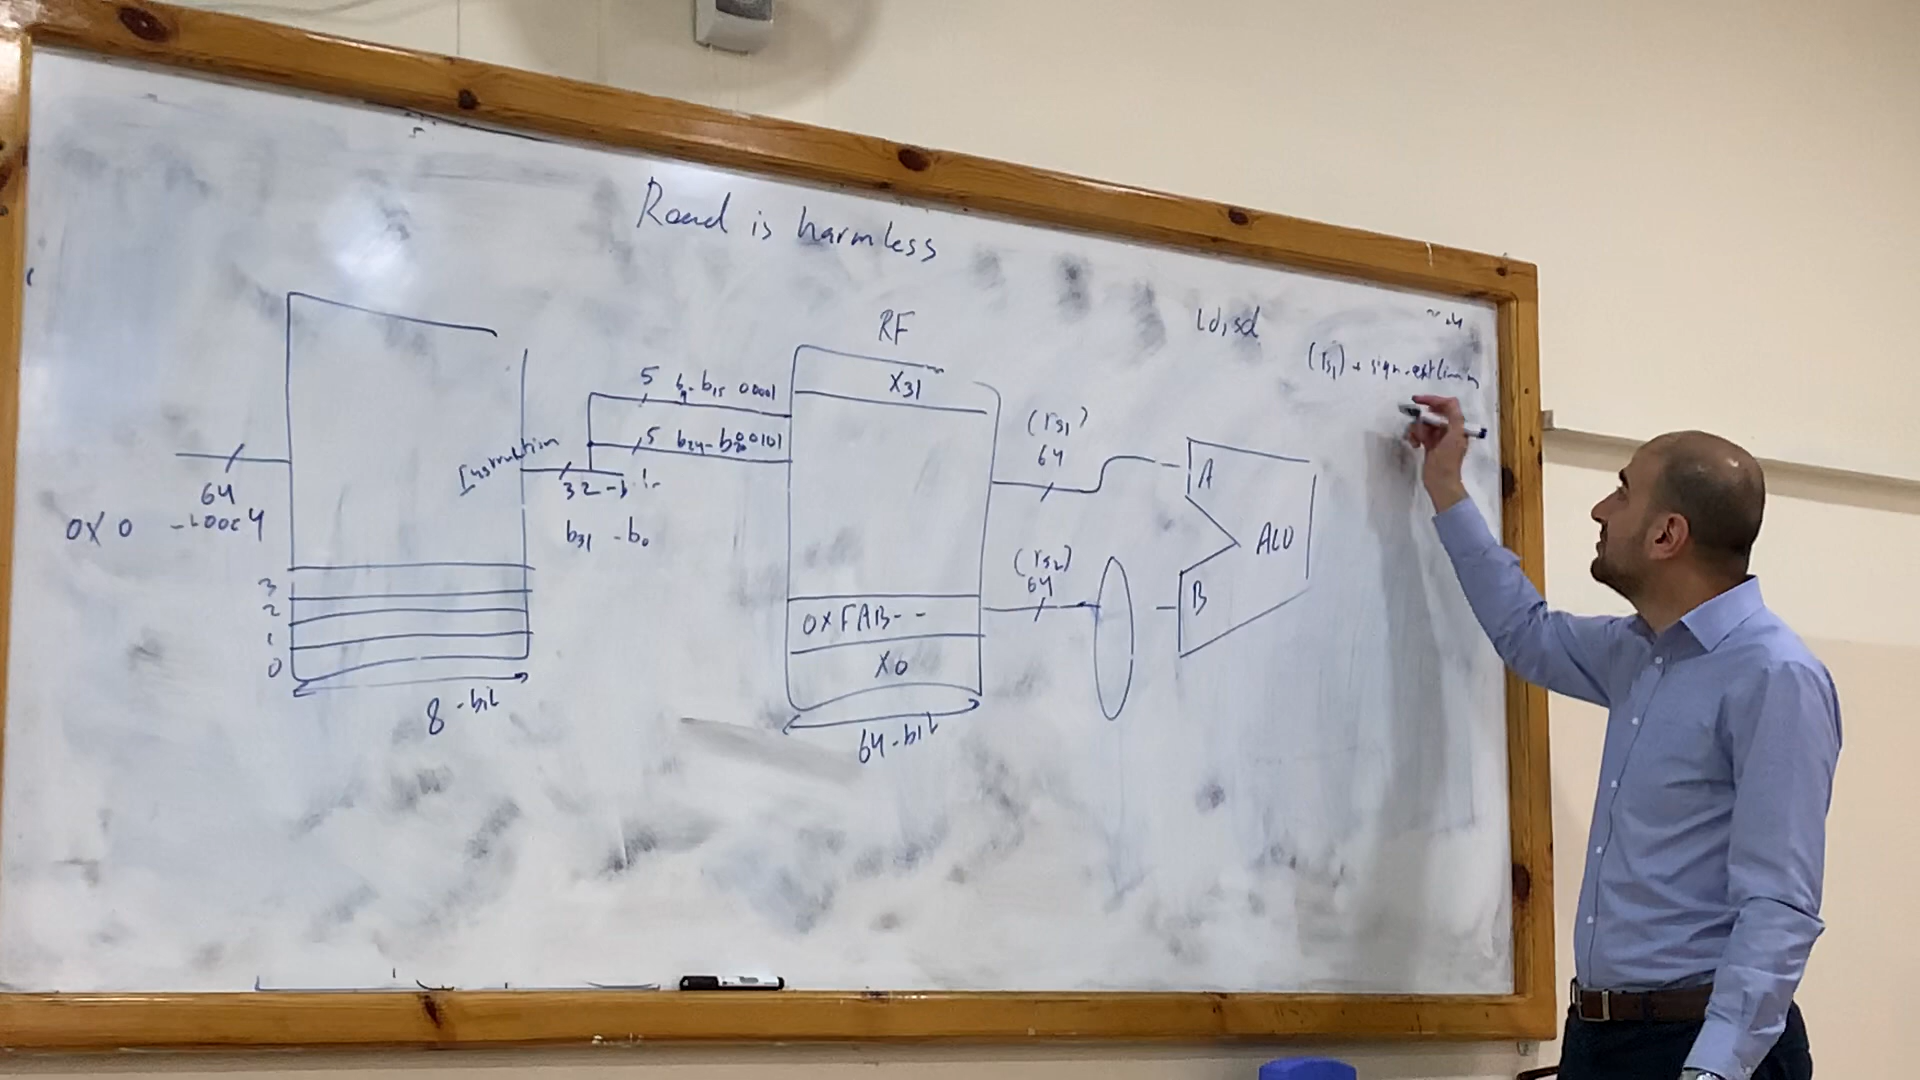 Read is harmless
RF
ld, sd
(rs1) + sign-ext(imm)
X31
5 b19-b15 00001
5 b24-b20 00101
Instruction
32-bit
b31 - b0
64
0x0 -- 100C4
3
2
1
0
8-bit
0xFAB--
X0
64-bit
(rs1)
64
(rs2)
64
A
B
ALU